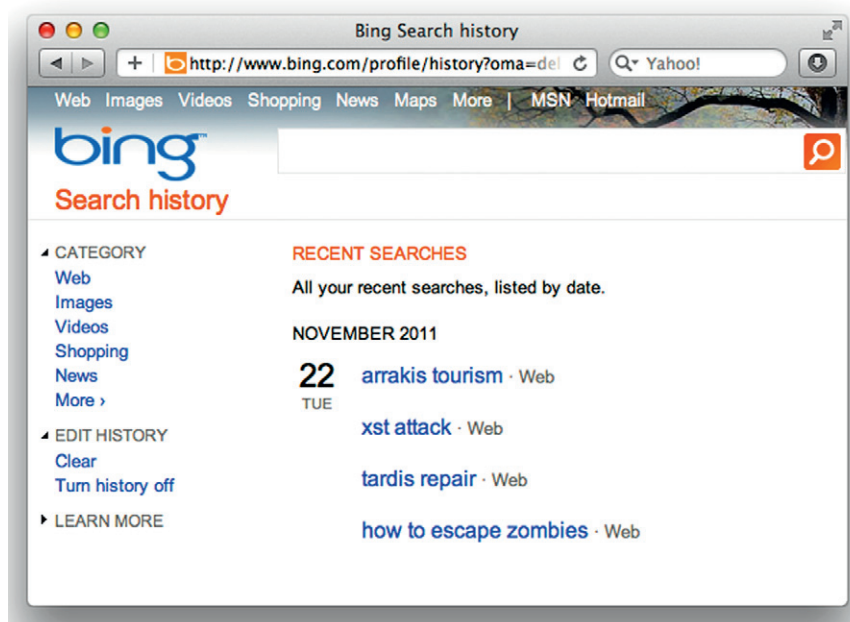 Bing Search history
http://www.bing.com/profile/history?oma=del
Yahoo!
Web Images Videos Shopping News Maps More | MSN Hotmail
bing™
Search history
CATEGORY
Web
Images
Videos
Shopping
News
More ›
EDIT HISTORY
Clear
Turn history off
LEARN MORE
RECENT SEARCHES
All your recent searches, listed by date.
NOVEMBER 2011
22
TUE
arrakis tourism · Web
xst attack · Web
tardis repair · Web
how to escape zombies · Web